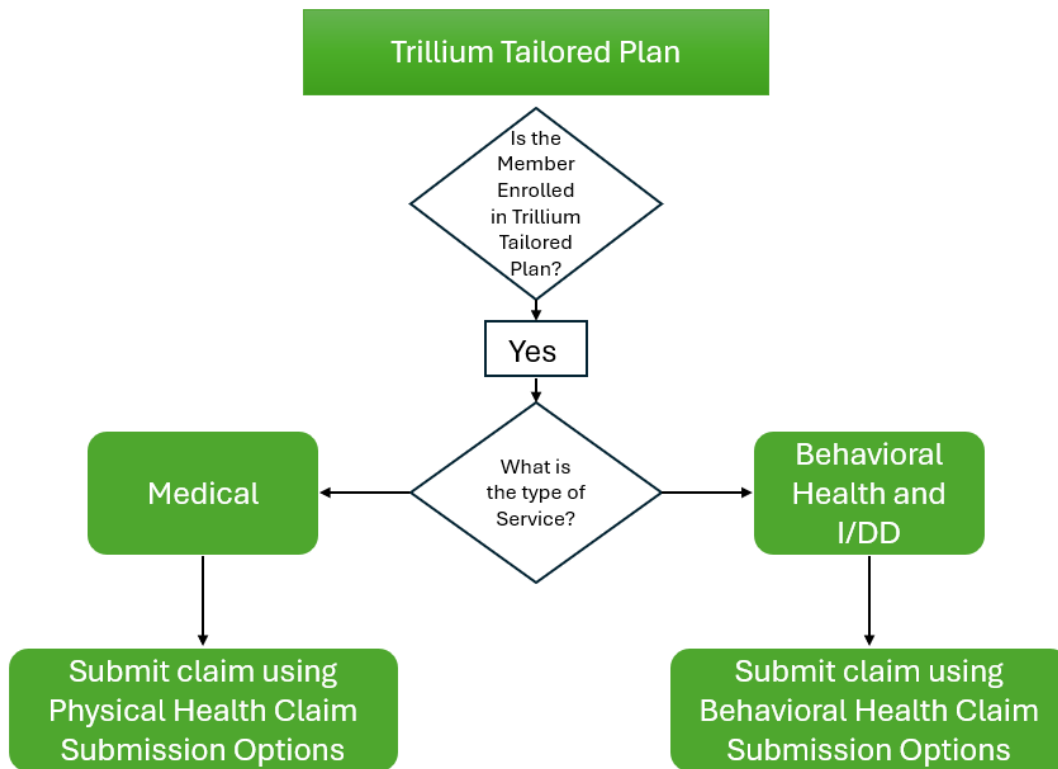 Trillium Tailored Plan
Is the
Member
Enrolled
in Trillium
Tailored
Plan?
Yes
What is
the type of
Service?
Medical
Behavioral
Health and
I/DD
Submit claim using
Physical Health Claim
Submission Options
Submit claim using
Behavioral Health Claim
Submission Options